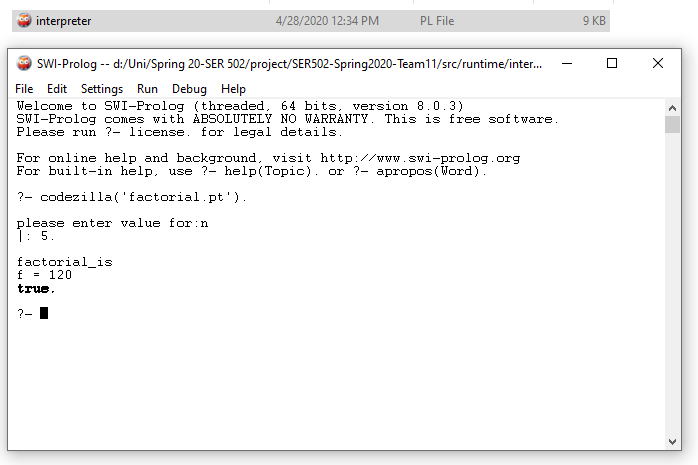 interpreter 4/28/2020 12:34 PM PL File 9 KB
SWI-Prolog -- d:/Uni/Spring 20-SER 502/project/SER502-Spring2020-Team11/src/runtime/inter...
File Edit Settings Run Debug Help
Welcome to SWI-Prolog (threaded, 64 bits, version 8.0.3)
SWI-Prolog comes with ABSOLUTELY NO WARRANTY. This is free software.
Please run ?- license. for legal details.
For online help and background, visit http://www.swi-prolog.org
For built-in help, use ?- help(Topic). or ?- apropos(Word).
?- codezilla('factorial.pt').
please enter value for:n
|: 5.
factorial_is
f = 120
true.
?-